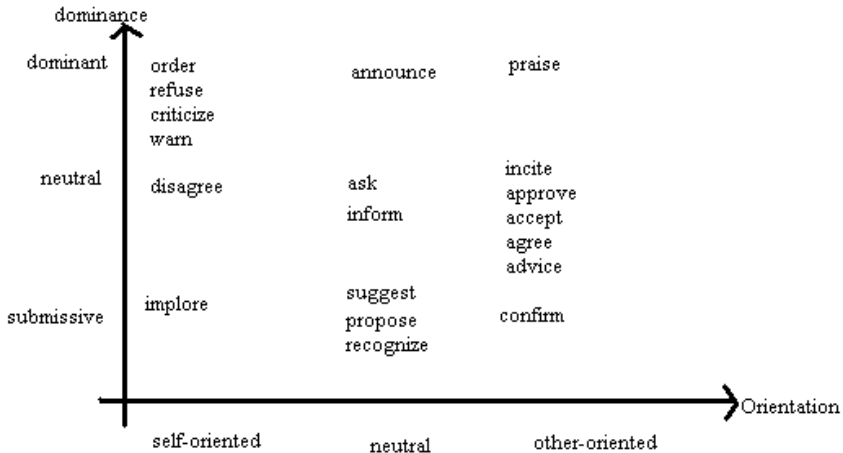 dominance
dominant
order
refuse
criticize
warn
announce
praise
neutral
disagree
ask
inform
incite
approve
accept
agree
advice
submissive
implore
suggest
propose
recognize
confirm
Orientation
self-oriented
neutral
other-oriented